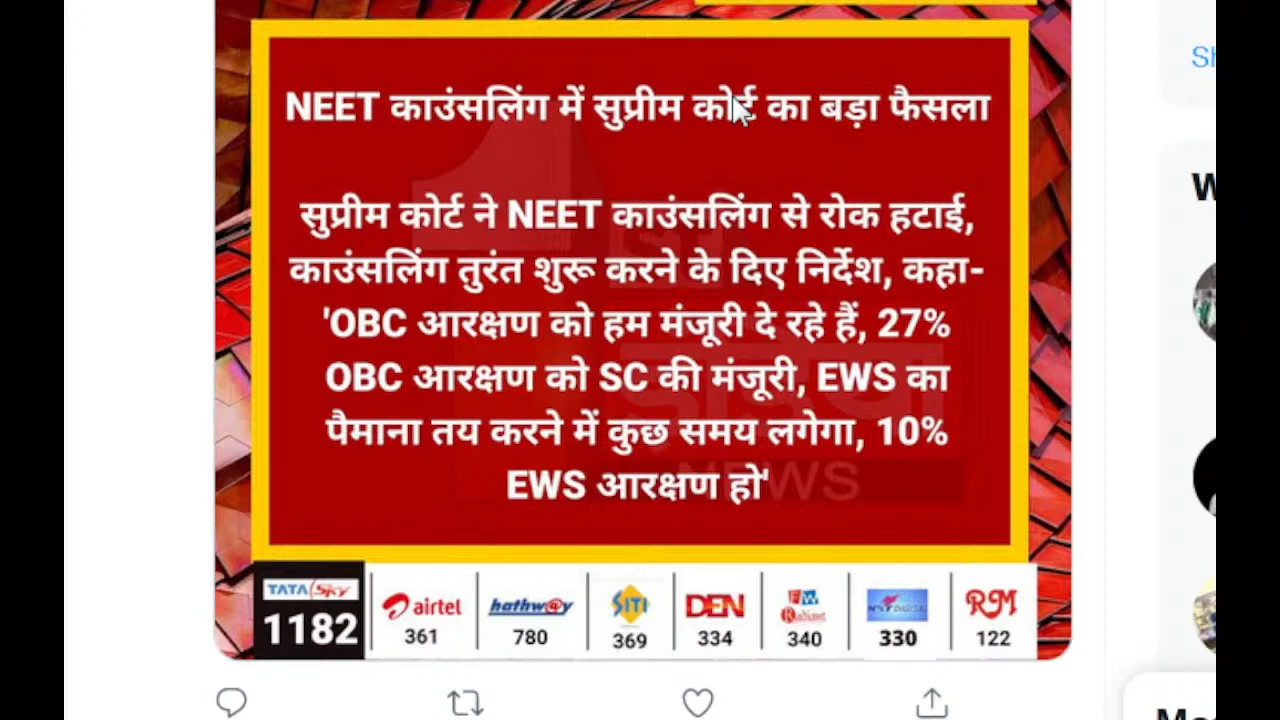 NEET काउंसलिंग में सुप्रीम कोर्ट का बड़ा फैसला
सुप्रीम कोर्ट ने NEET काउंसलिंग से रोक हटाई,
काउंसलिंग तुरंत शुरू करने के दिए निर्देश, कहा-
'OBC आरक्षण को हम मंजूरी दे रहे हैं, 27%
OBC आरक्षण को SC की मंजूरी, EWS का
पैमाना तय करने में कुछ समय लगेगा, 10%
EWS आरक्षण हो'
NEWS
TATA Sky airtel hathway SITI DEN RM
1182 361 780 369 334 340 330 122